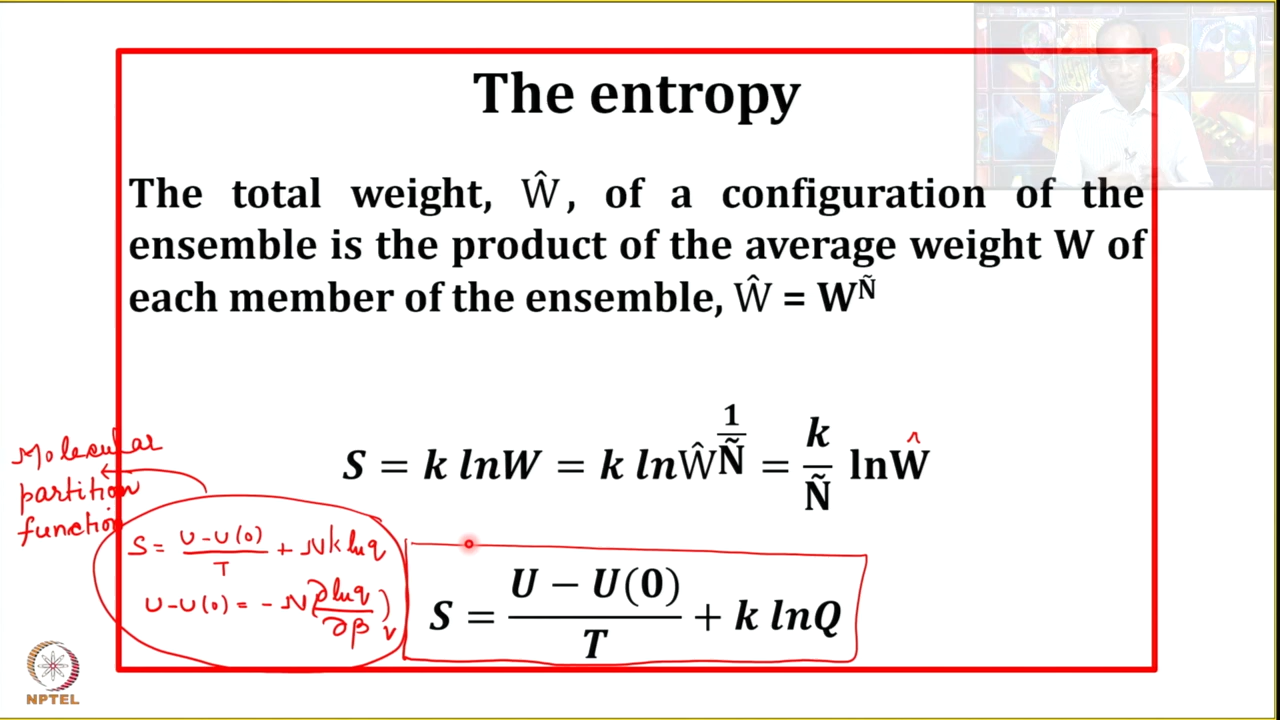 The entropy
The total weight, Ŵ, of a configuration of the
ensemble is the product of the average weight W of
each member of the ensemble, Ŵ = W^Ñ
S = k lnW = k lnŴ^(1/Ñ) = k/Ñ lnŴ
Molecular
partition
function
S = (U - U(0))/T + Nk ln q
U - U(0) = - N(∂ln q/∂β)_V
S = (U − U(0))/T + k lnQ
NPTEL